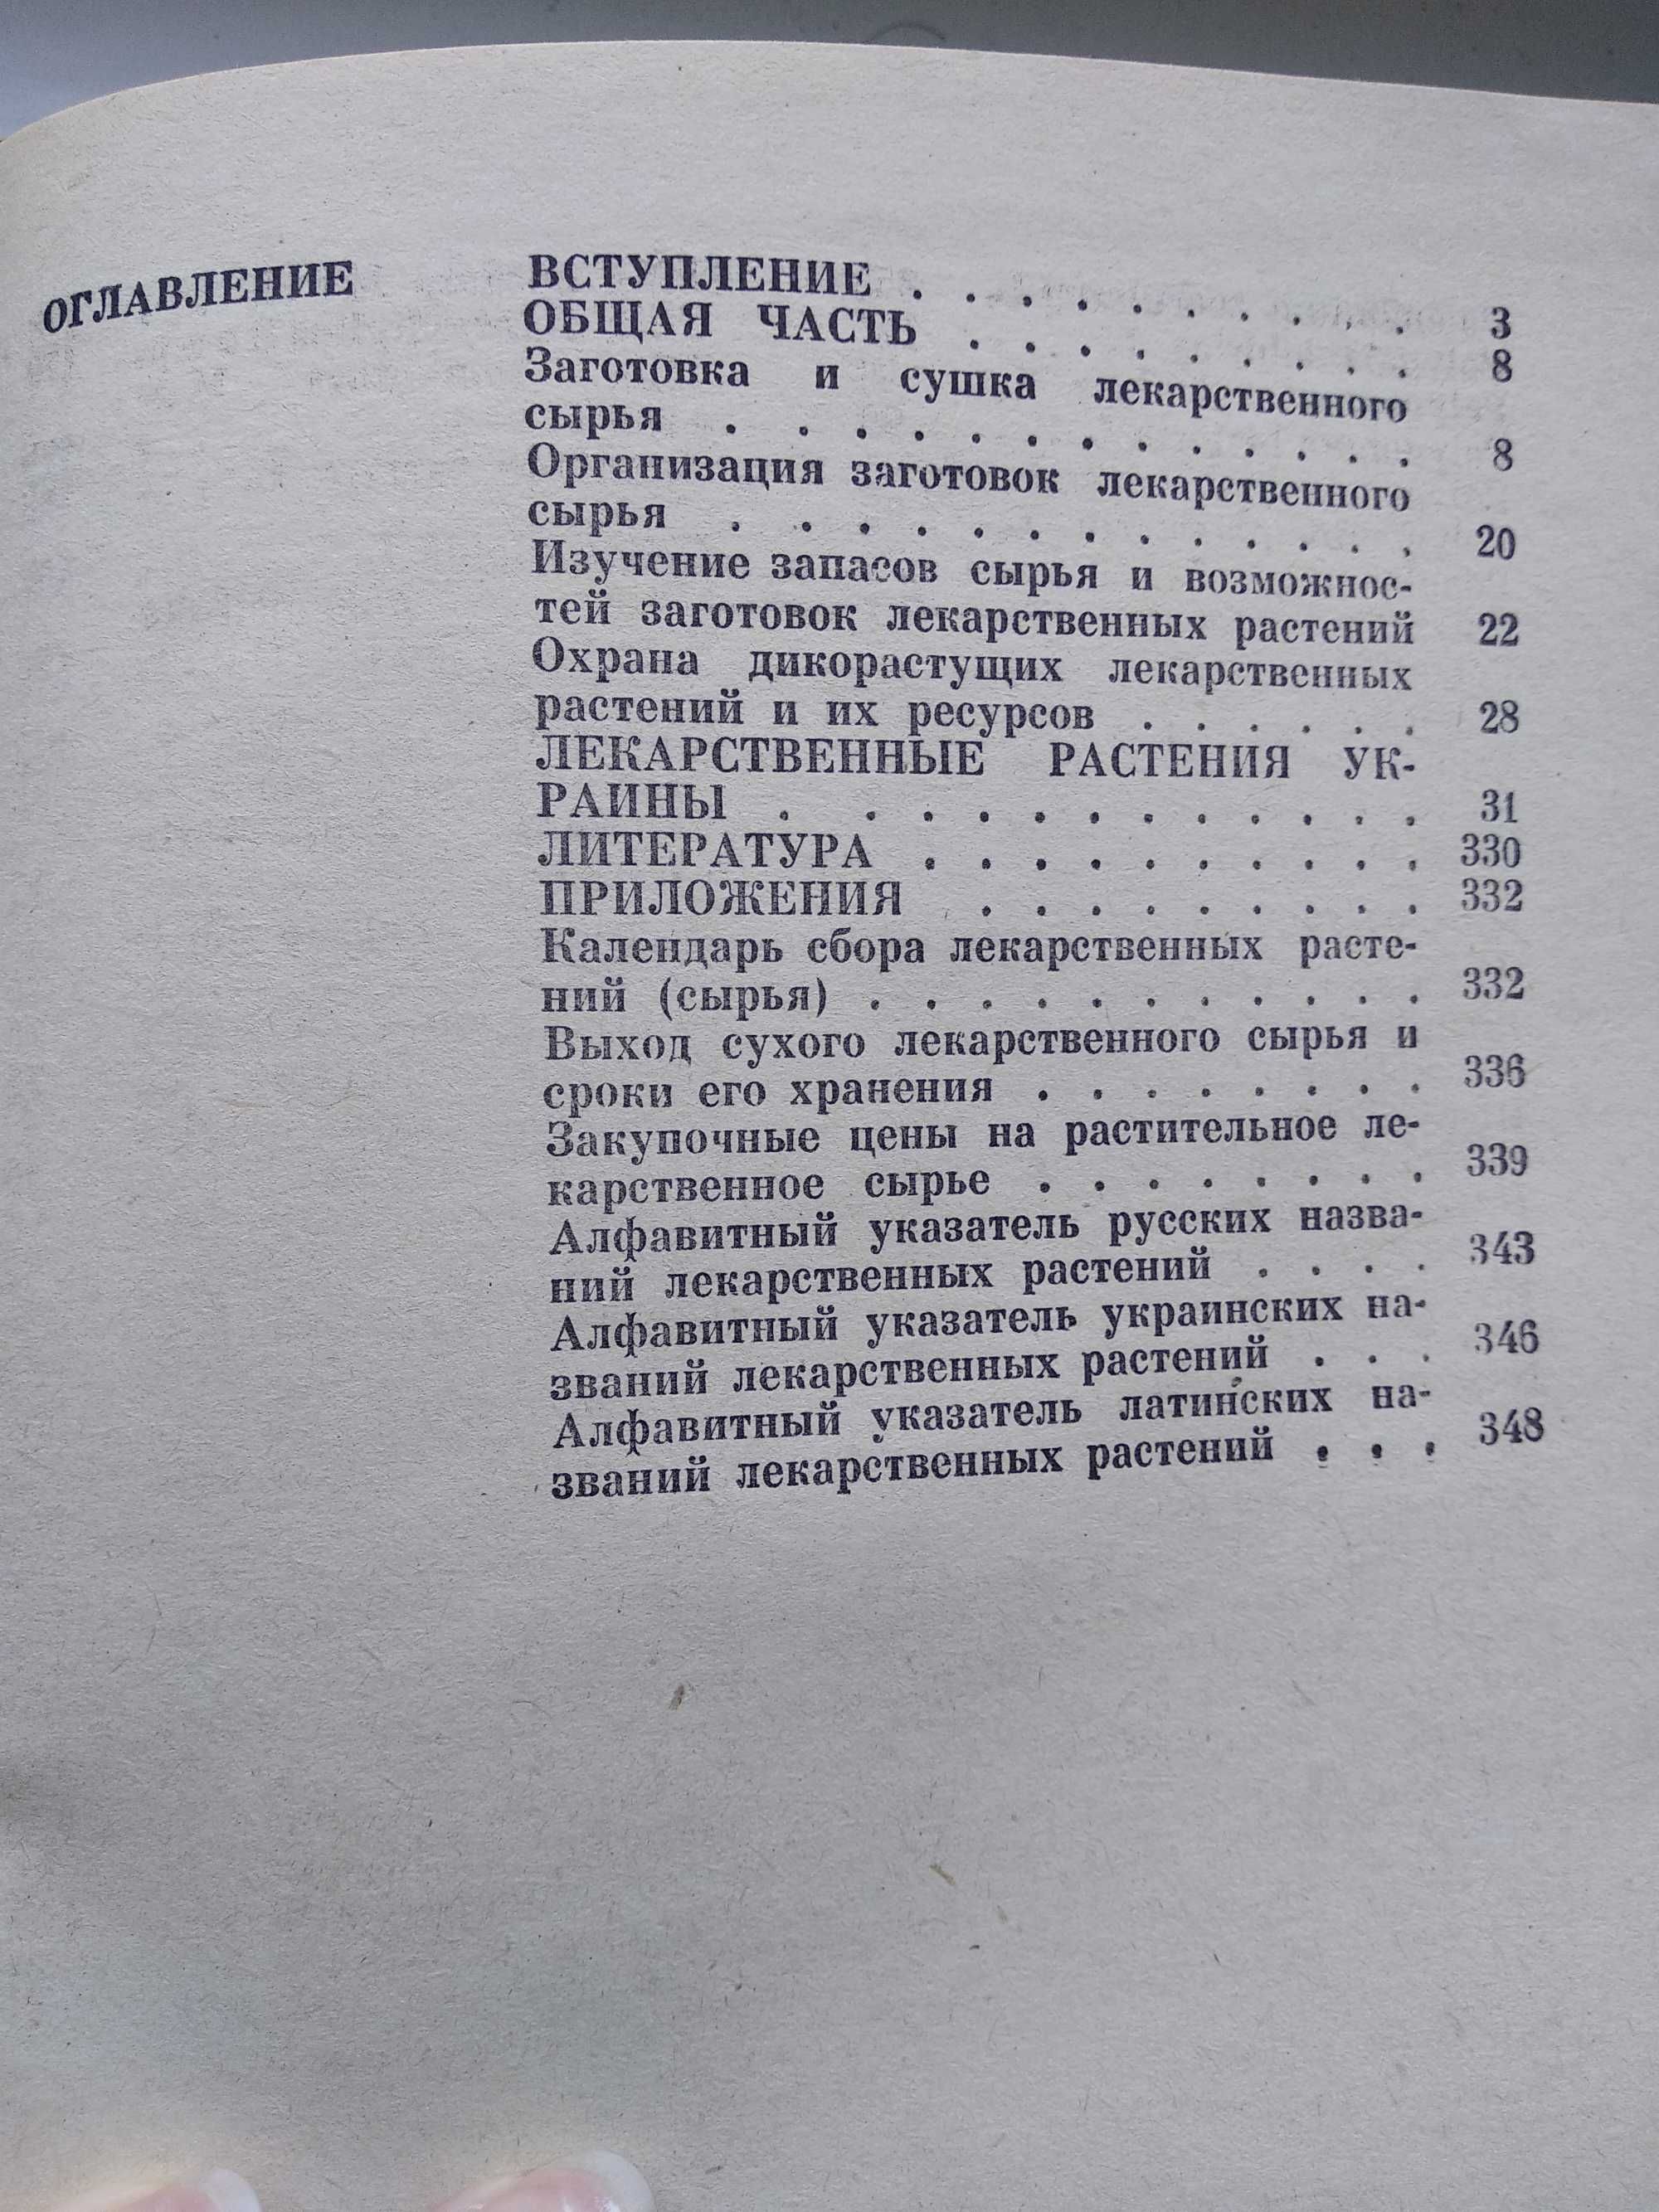 ОГЛАВЛЕНИЕ
ВСТУПЛЕНИЕ . . . . . . . . . . 3
ОБЩАЯ ЧАСТЬ . . . . . . . . . 8
Заготовка и сушка лекарственного
сырья . . . . . . . . . . . . 8
Организация заготовок лекарственного
сырья . . . . . . . . . . . . 20
Изучение запасов сырья и возможнос-
тей заготовок лекарственных растений 22
Охрана дикорастущих лекарственных
растений и их ресурсов . . . . . . 28
ЛЕКАРСТВЕННЫЕ РАСТЕНИЯ УК-
РАИНЫ . . . . . . . . . . . . 31
ЛИТЕРАТУРА . . . . . . . . . . 330
ПРИЛОЖЕНИЯ . . . . . . . . . 332
Календарь сбора лекарственных расте-
ний (сырья) . . . . . . . . . . . 332
Выход сухого лекарственного сырья и
сроки его хранения . . . . . . . . 336
Закупочные цены на растительное ле-
карственное сырье . . . . . . . . 339
Алфавитный указатель русских назва-
ний лекарственных растений . . . . 343
Алфавитный указатель украинских на-
званий лекарственных растений . . . 346
Алфавитный указатель латинских на-
званий лекарственных растений . . . 348